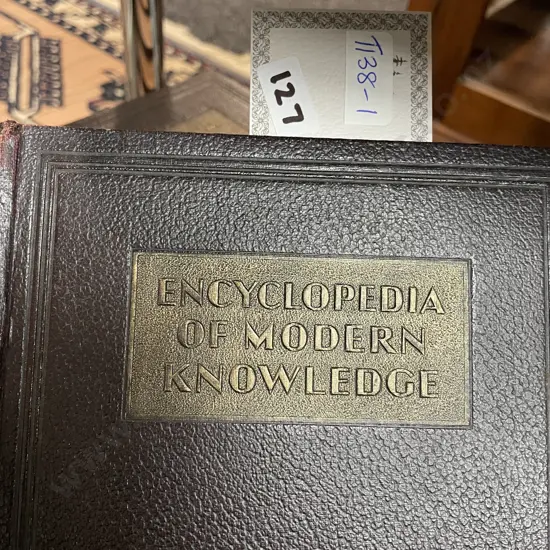 T138-1
127
ENCYCLOPEDIA
OF MODERN
KNOWLEDGE